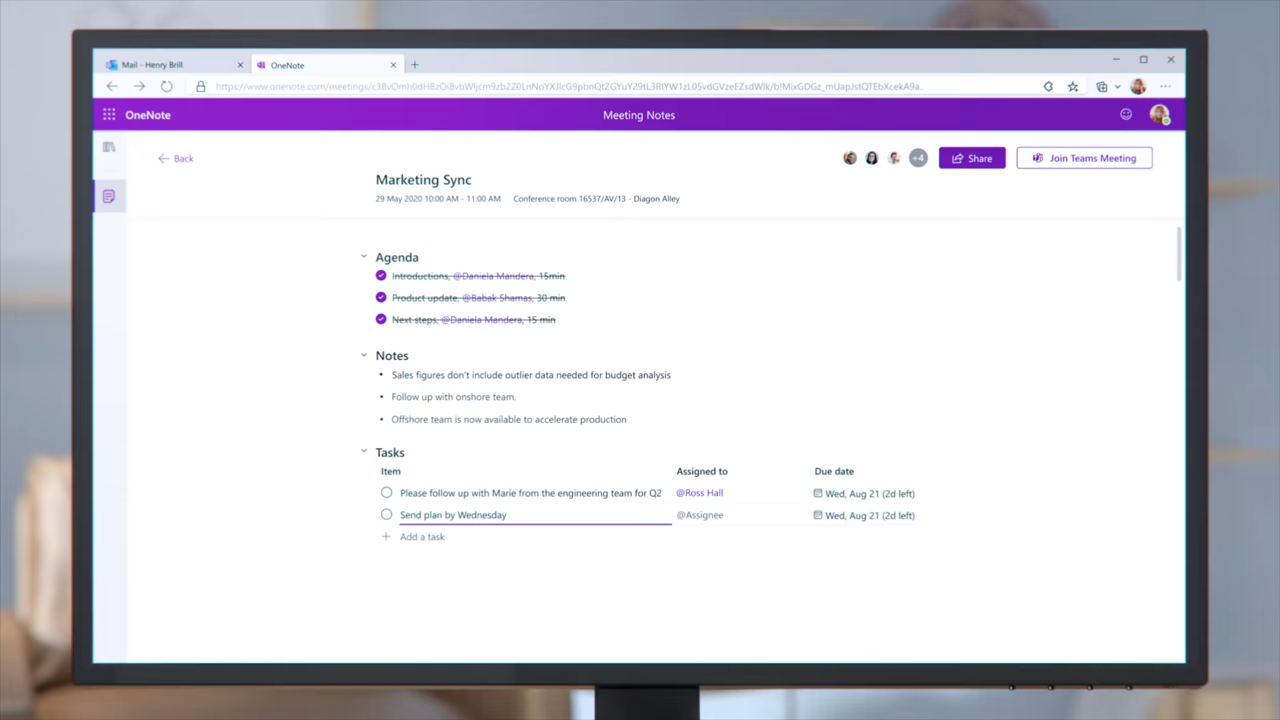 Mail - Henry Brill
OneNote
OneNote
Meeting Notes
Back
+4
Share
Join Teams Meeting
Marketing Sync
29 May 2020 10:00 AM - 11:00 AM Conference room 16537/AV/13 - Diagon Alley
Agenda
Introductions, @Daniela Mandera, 15min
Product update, @Babak Shamas, 30 min
Next steps, @Daniela Mandera, 15 min
Notes
• Sales figures don't include outlier data needed for budget analysis
• Follow up with onshore team.
• Offshore team is now available to accelerate production
Tasks
Item Assigned to Due date
Please follow up with Marie from the engineering team for Q2 @Ross Hall Wed, Aug 21 (2d left)
Send plan by Wednesday @Assignee Wed, Aug 21 (2d left)
+ Add a task